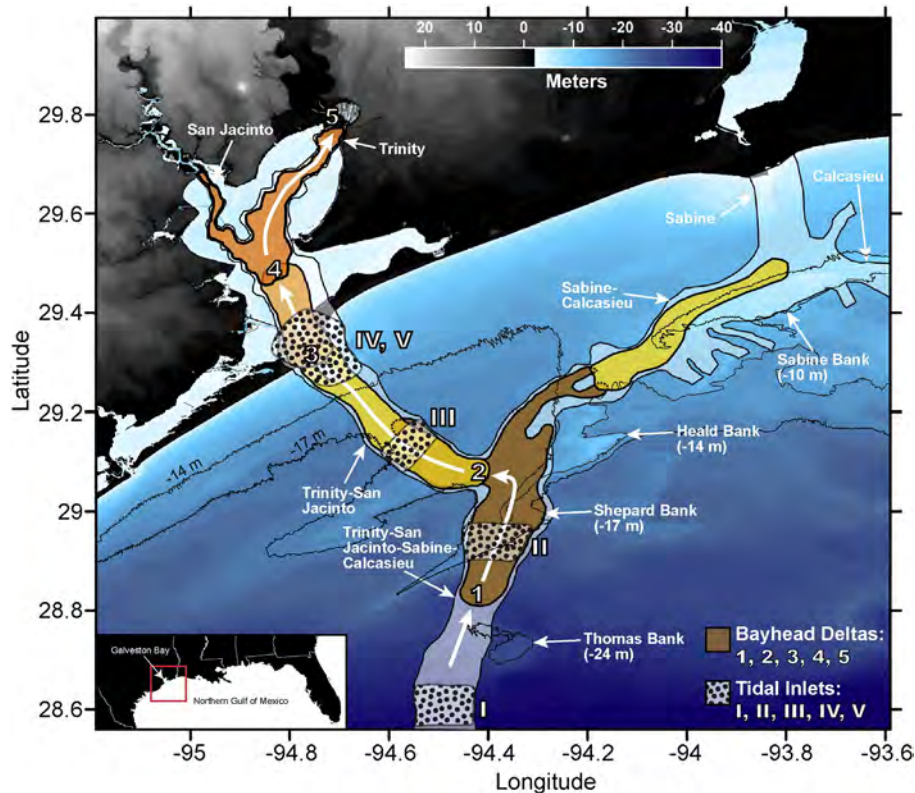 20 10 0 -10 -20 -30 -40
Meters
29.8
29.6
29.4
29.2
29
28.8
28.6
Latitude
San Jacinto
5
Trinity
Calcasieu
Sabine
4
Sabine-
Calcasieu
IV, V
3
Sabine Bank
(-10 m)
III
Heald Bank
(-14 m)
-14 m
-17 m
2
Trinity-San
Jacinto
Shepard Bank
(-17 m)
Trinity-San
Jacinto-Sabine-
Calcasieu
II
1
Thomas Bank
(-24 m)
I
Bayhead Deltas:
1, 2, 3, 4, 5
Tidal Inlets:
I, II, III, IV, V
Galveston Bay
Northern Gulf of Mexico
-95 -94.8 -94.6 -94.4 -94.2 -94 -93.8 -93.6
Longitude